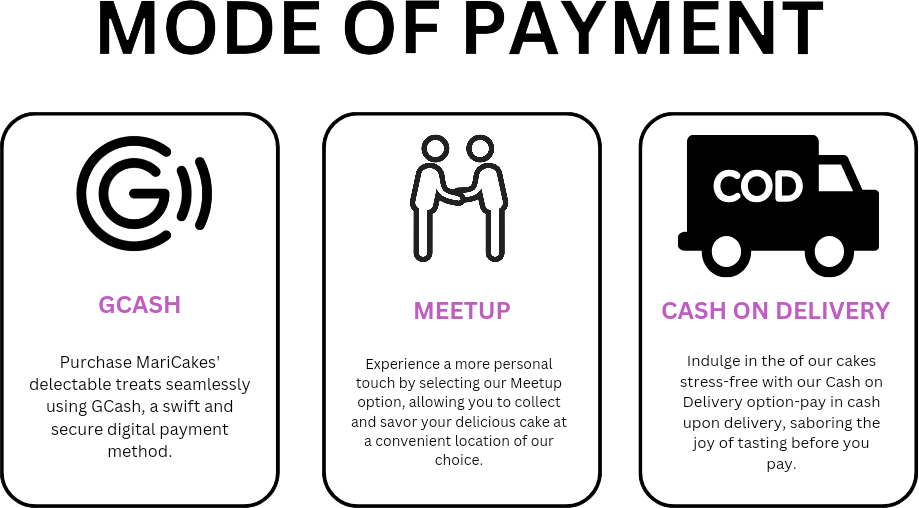 MODE OF PAYMENT
GCASH
Purchase MariCakes'
delectable treats seamlessly
using GCash, a swift and
secure digital payment
method.
MEETUP
Experience a more personal
touch by selecting our Meetup
option, allowing you to collect
and savor your delicious cake at
a convenient location of our
choice.
COD
CASH ON DELIVERY
Indulge in the of our cakes
stress-free with our Cash on
Delivery option-pay in cash
upon delivery, saboring the
joy of tasting before you
pay.